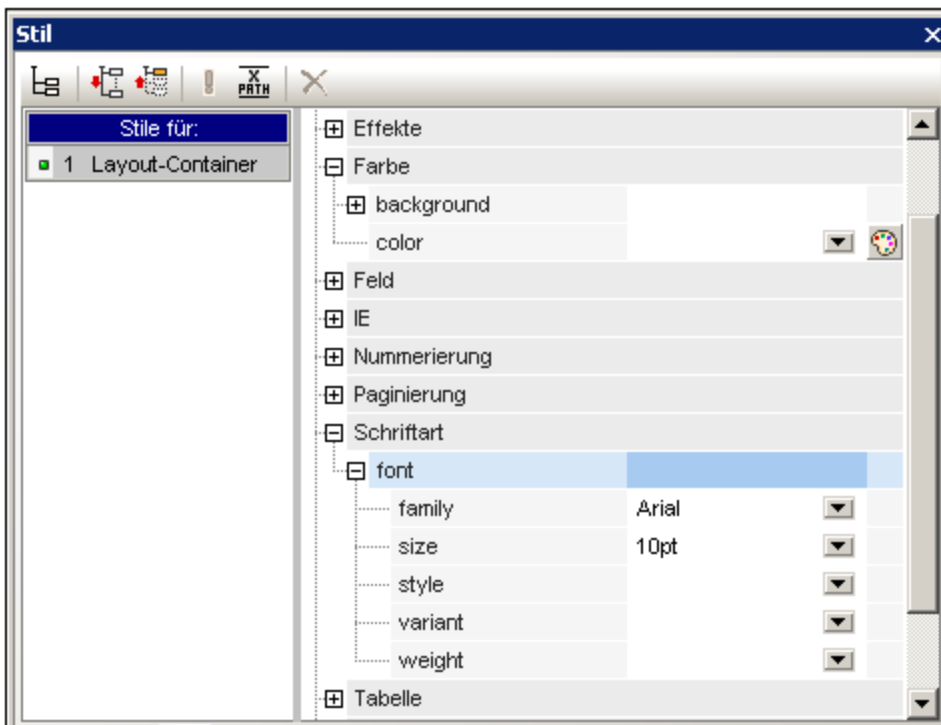 Stil
X
PATH
Stile für:
1 Layout-Container
Effekte
Farbe
background
color
Feld
IE
Nummerierung
Paginierung
Schriftart
font
family Arial
size 10pt
style
variant
weight
Tabelle